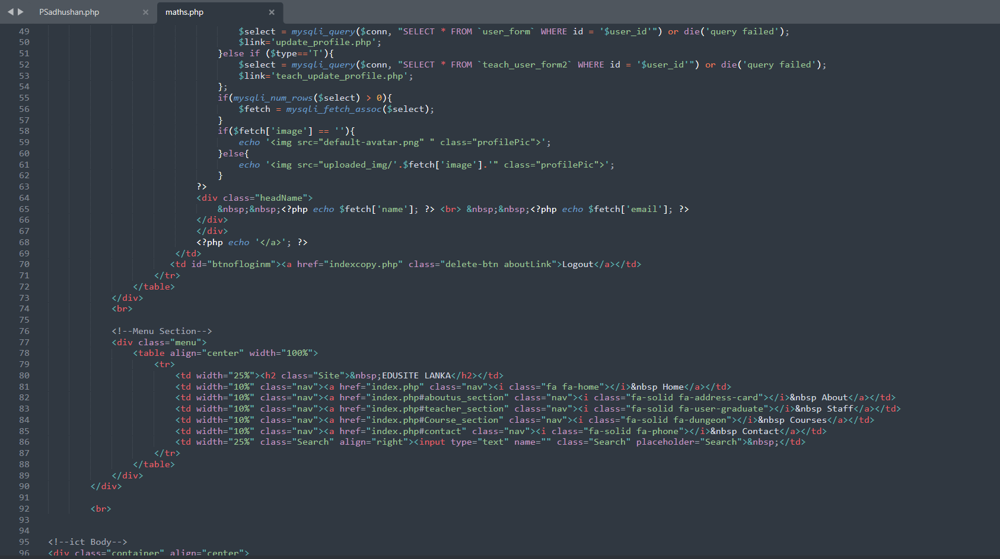 PSadhushan.php × maths.php ×
49 $select = mysqli_query($conn, "SELECT * FROM `user_form` WHERE id = '$user_id'") or die('query failed');
50 $link='update_profile.php';
51 }else if ($type=='T'){
52 $select = mysqli_query($conn, "SELECT * FROM `teach_user_form2` WHERE id = '$user_id'") or die('query failed');
53 $link='teach_update_profile.php';
54 };
55 if(mysqli_num_rows($select) > 0){
56 $fetch = mysqli_fetch_assoc($select);
57 }
58 if($fetch['image'] == ''){
59 echo '<img src="default-avatar.png" " class="profilePic">';
60 }else{
61 echo '<img src="uploaded_img/'.$fetch['image'].'" class="profilePic">';
62 }
63 ?>
64 <div class="headName">
65 &nbsp;&nbsp;<?php echo $fetch['name']; ?> <br> &nbsp;&nbsp;<?php echo $fetch['email']; ?>
66 </div>
67 </div>
68 <?php echo '</a>'; ?>
69 </td>
70 <td id="btnofloginm"><a href="indexcopy.php" class="delete-btn aboutLink">Logout</a></td>
71 </tr>
72 </table>
73 </div>
74 <br>
75
76 <!--Menu Section-->
77 <div class="menu">
78 <table align="center" width="100%">
79 <tr>
80 <td width="25%"><h2 class="Site">&nbsp;EDUSITE LANKA</h2></td>
81 <td width="10%" class="nav"><a href="index.php" class="nav"><i class="fa fa-home"></i>&nbsp Home</a></td>
82 <td width="10%" class="nav"><a href="index.php#aboutus_section" class="nav"><i class="fa-solid fa-address-card"></i>&nbsp About</a></td>
83 <td width="10%" class="nav"><a href="index.php#teacher_section" class="nav"><i class="fa-solid fa-user-graduate"></i>&nbsp Staff</a></td>
84 <td width="10%" class="nav"><a href="index.php#Course_section" class="nav"><i class="fa-solid fa-dungeon"></i>&nbsp Courses</a></td>
85 <td width="10%" class="nav"><a href="index.php#contact" class="nav"><i class="fa-solid fa-phone"></i>&nbsp Contact</a></td>
86 <td width="25%" class="Search" align="right"><input type="text" name="" class="Search" placeholder="Search">&nbsp;</td>
87 </tr>
88 </table>
89 </div>
90 </div>
91
92 <br>
93
94
95 <!--ict Body-->
96 <div class="container" align="center">